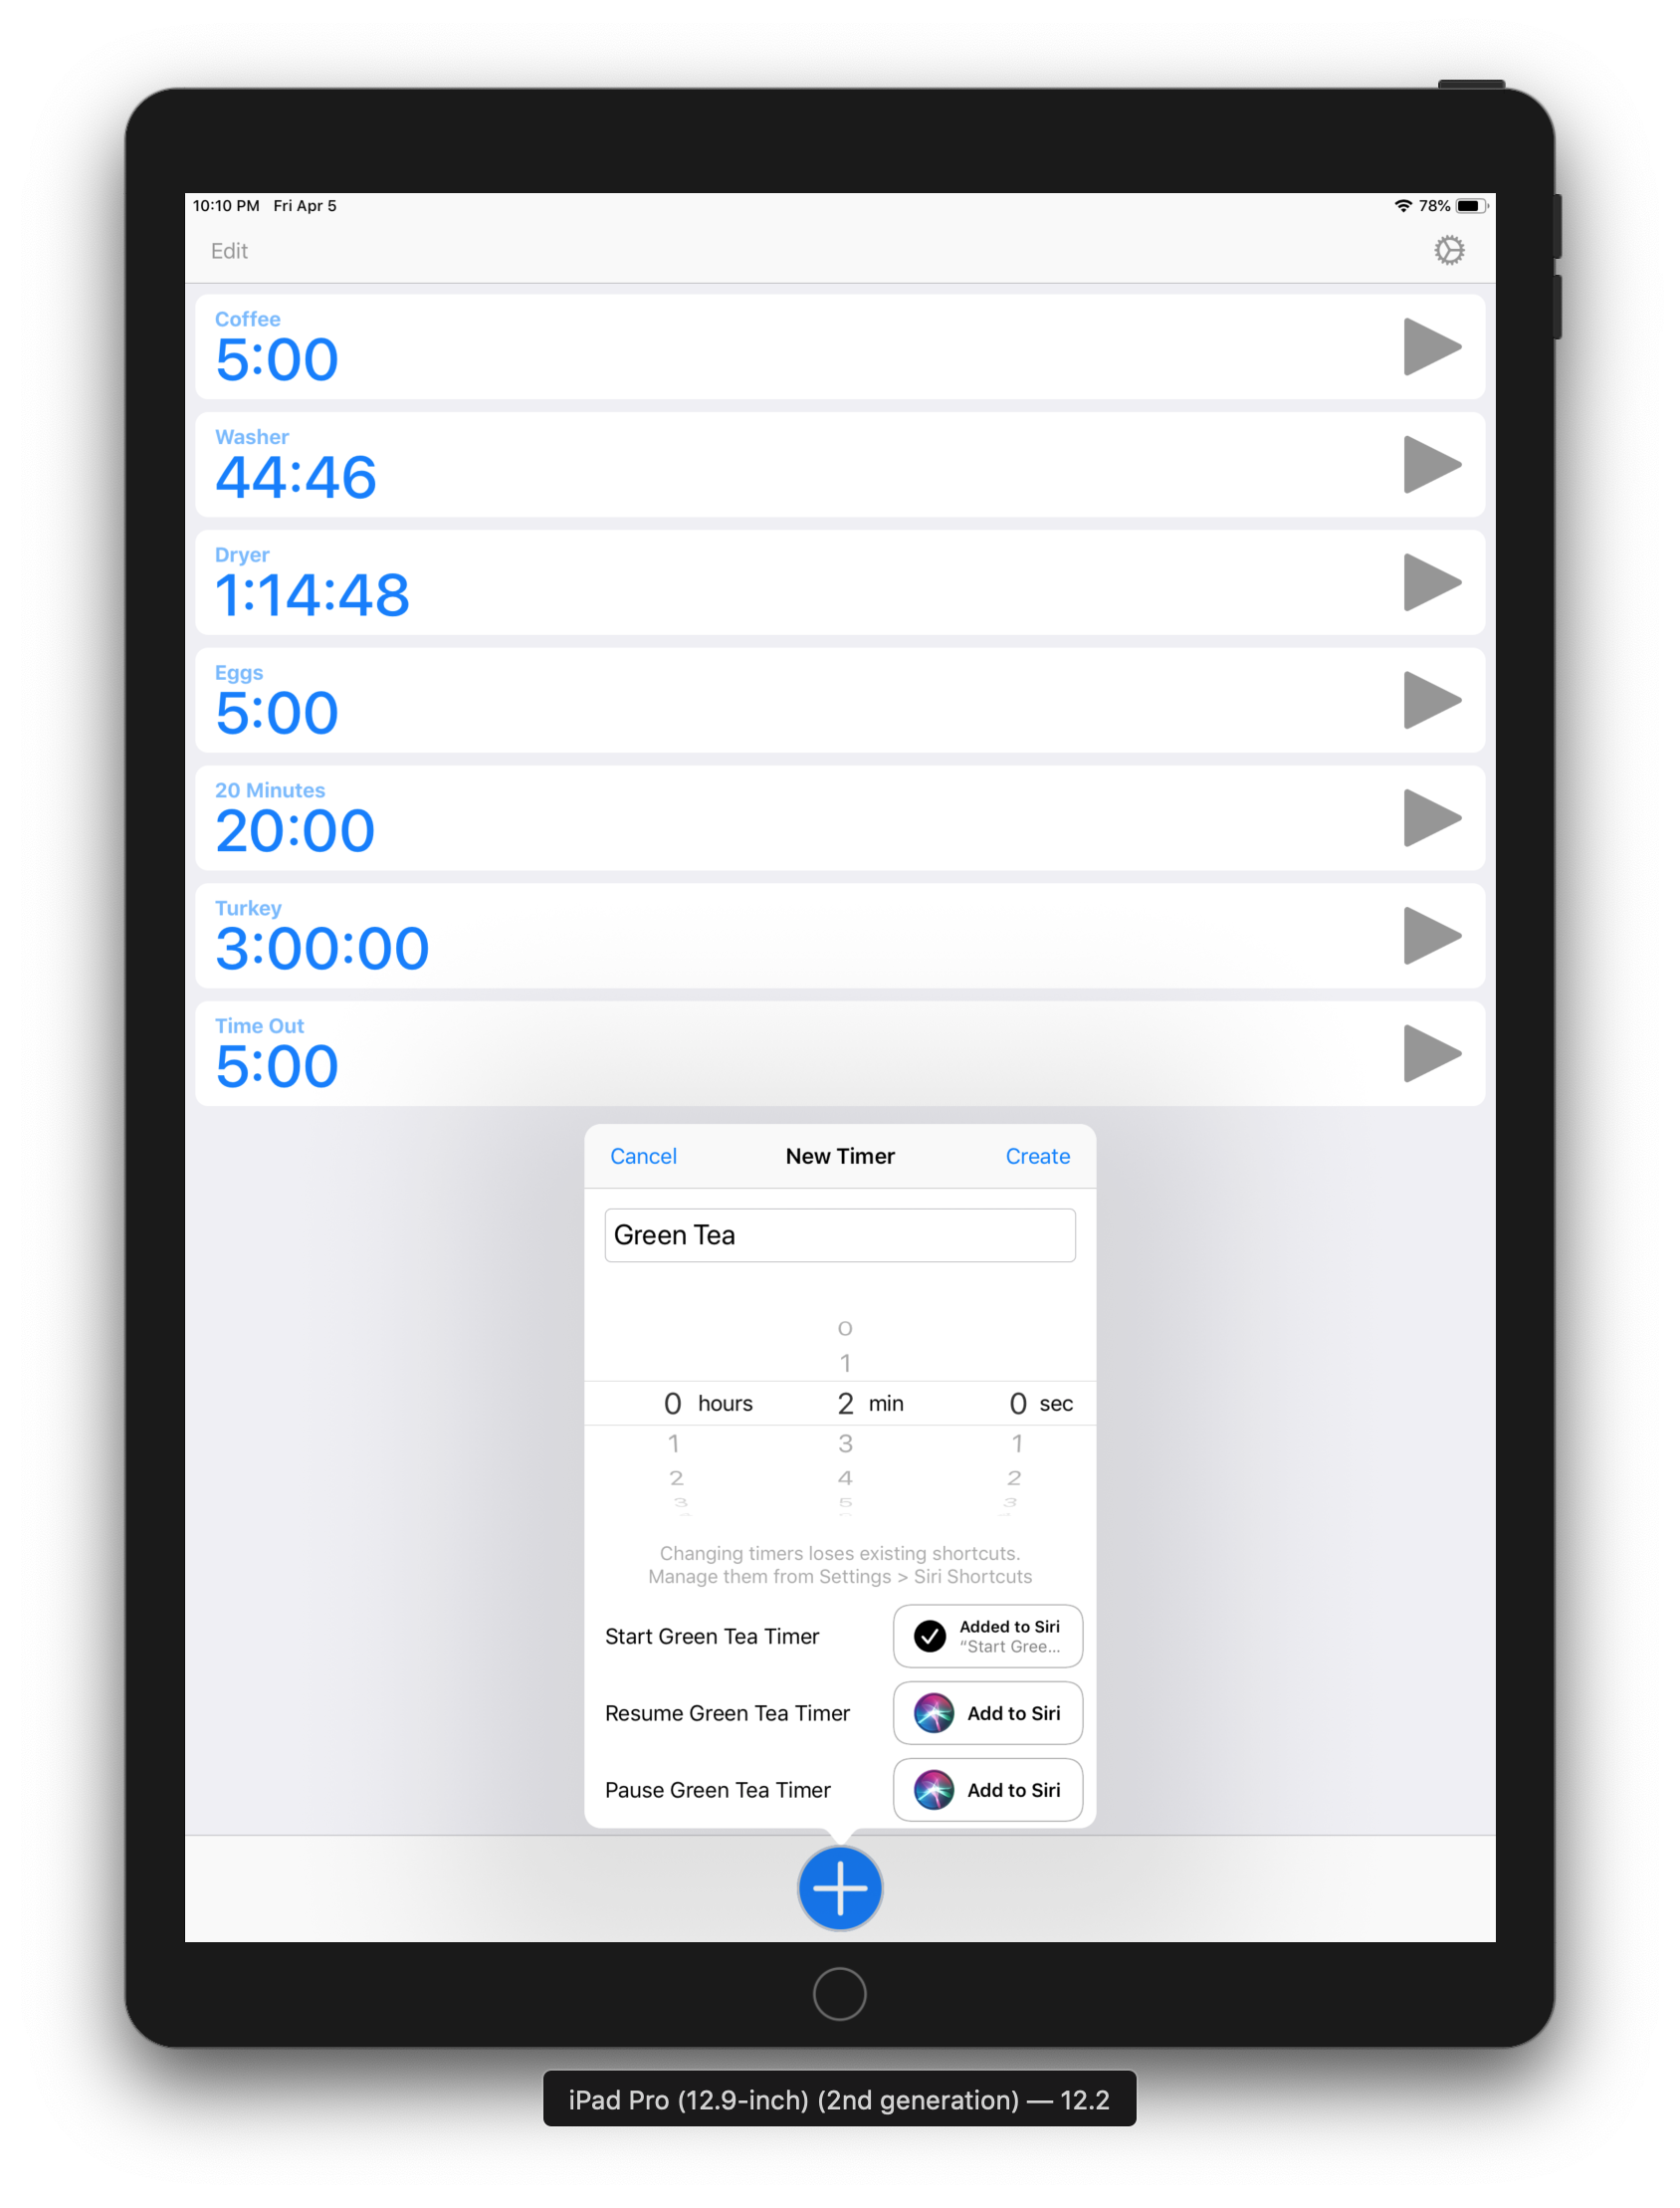 10:10 PM Fri Apr 5
78%
Edit
Coffee
5:00
Washer
44:46
Dryer
1:14:48
Eggs
5:00
20 Minutes
20:00
Turkey
3:00:00
Time Out
5:00
Cancel New Timer Create
Green Tea
0
1
0 hours 2 min 0 sec
1 3 1
2 4 2
3 5 3
Changing timers loses existing shortcuts.
Manage them from Settings > Siri Shortcuts
Start Green Tea Timer
Added to Siri
“Start Gree...
Resume Green Tea Timer
Add to Siri
Pause Green Tea Timer
Add to Siri
iPad Pro (12.9-inch) (2nd generation) — 12.2